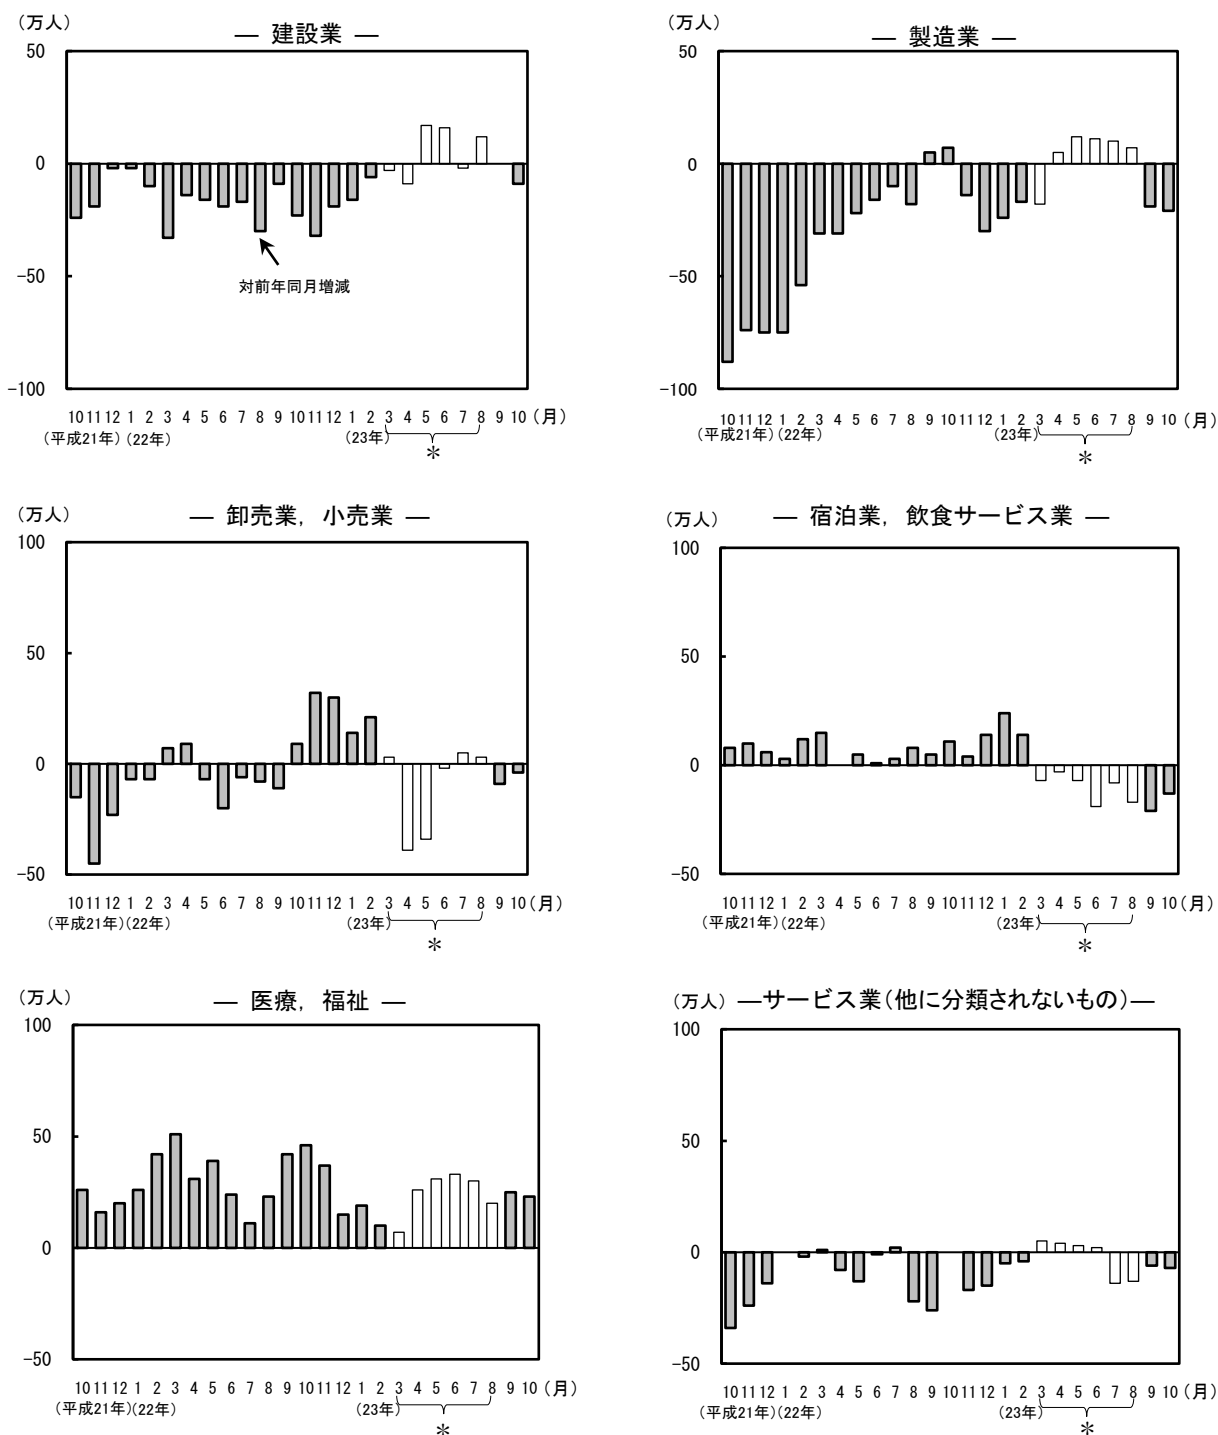 (万人)
― 建設業 ―
50
0
-50
-100
対前年同月増減
10 11 12 1 2 3 4 5 6 7 8 9 10 11 12 1 2 3 4 5 6 7 8 9 10 (月)
(平成21年) (22年) (23年)
＊
(万人)
― 製造業 ―
50
0
-50
-100
10 11 12 1 2 3 4 5 6 7 8 9 10 11 12 1 2 3 4 5 6 7 8 9 10 (月)
(平成21年) (22年) (23年)
＊
(万人)
― 卸売業，小売業 ―
100
50
0
-50
10 11 12 1 2 3 4 5 6 7 8 9 10 11 12 1 2 3 4 5 6 7 8 9 10 (月)
(平成21年) (22年) (23年)
＊
(万人)
― 宿泊業，飲食サービス業 ―
100
50
0
-50
10 11 12 1 2 3 4 5 6 7 8 9 10 11 12 1 2 3 4 5 6 7 8 9 10 (月)
(平成21年) (22年) (23年)
＊
(万人)
― 医療，福祉 ―
100
50
0
-50
10 11 12 1 2 3 4 5 6 7 8 9 10 11 12 1 2 3 4 5 6 7 8 9 10 (月)
(平成21年) (22年) (23年)
＊
(万人)
―サービス業(他に分類されないもの)―
100
50
0
-50
10 11 12 1 2 3 4 5 6 7 8 9 10 11 12 1 2 3 4 5 6 7 8 9 10 (月)
(平成21年) (22年) (23年)
＊